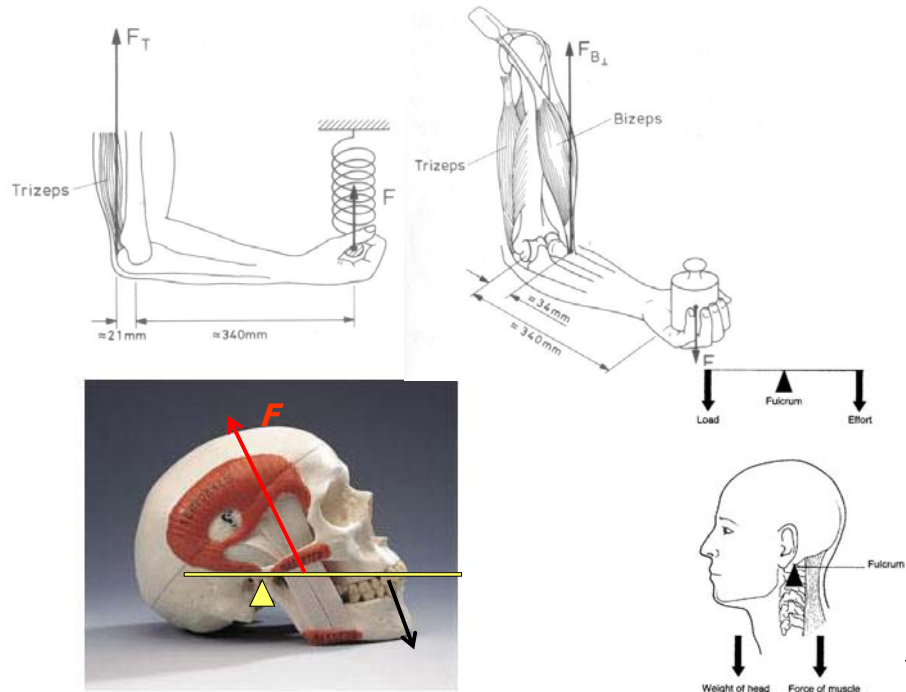 F_T
Trizeps
F
≈21mm
≈340mm
F_B⊥
Bizeps
Trizeps
≈34mm
≈340mm
F
Load
Fulcrum
Effort
F
Fulcrum
Weight of head
Force of muscle